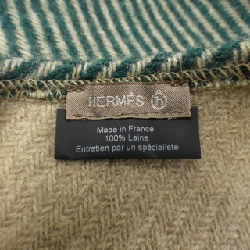 HERMÈS
Made in France
100% Laine
Entretien par un spécialiste